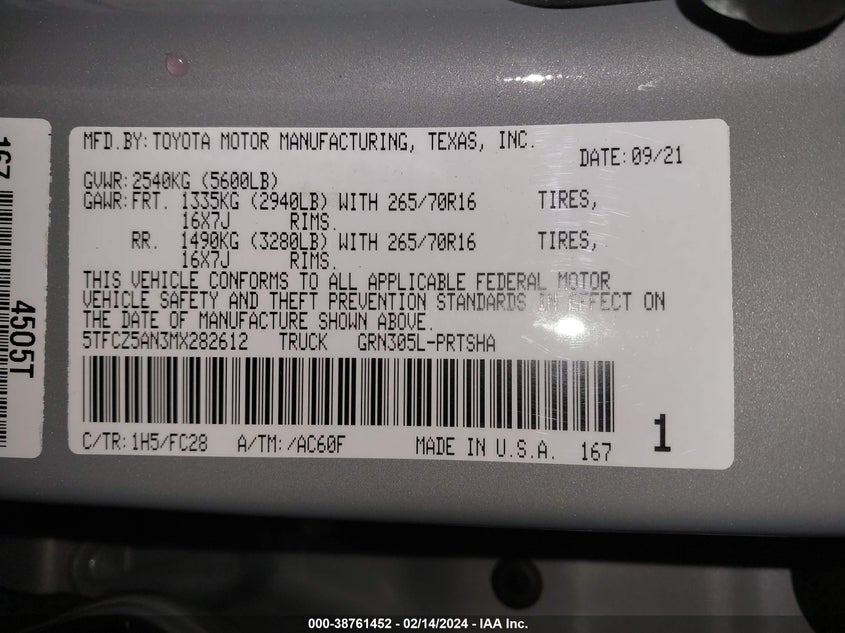 MFD.BY:TOYOTA MOTOR MANUFACTURING, TEXAS, INC.
DATE:09/21
GVWR:2540KG (5600LB)
GAWR:FRT. 1335KG (2940LB) WITH 265/70R16 TIRES,
16X7J RIMS.
RR. 1490KG (3280LB) WITH 265/70R16 TIRES,
16X7J RIMS.
THIS VEHICLE CONFORMS TO ALL APPLICABLE FEDERAL MOTOR
VEHICLE SAFETY AND THEFT PREVENTION STANDARDS IN EFFECT ON
THE DATE OF MANUFACTURE SHOWN ABOVE.
5TFCZ5AN3MX282612 TRUCK GRN305L-PRTSHA
C/TR:1H5/FC28 A/TM:/AC60F MADE IN U.S.A. 167
1
167
4505T
000-38761452 - 02/14/2024 - IAA Inc.